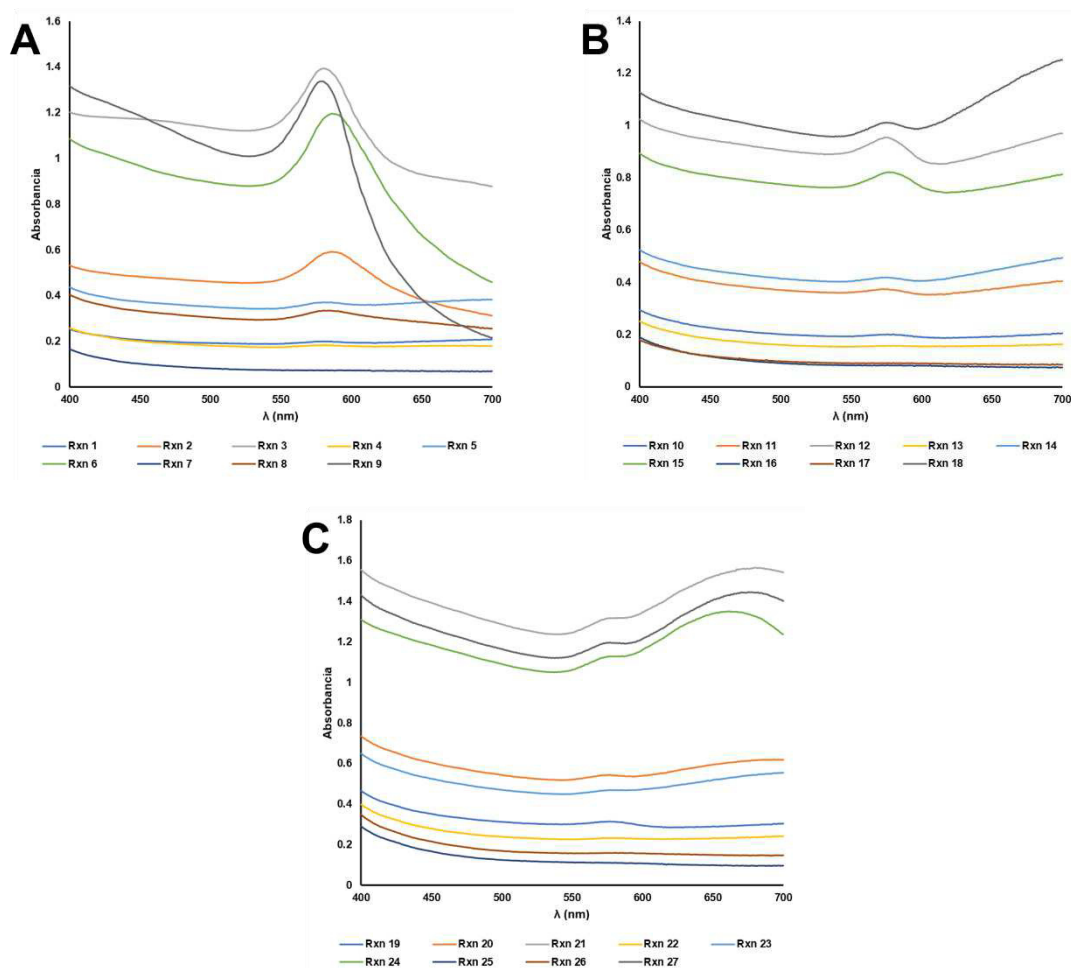 A
1.6
1.4
1.2
1
0.8
0.6
0.4
0.2
0
Absorbancia
400 450 500 550 600 650 700
λ (nm)
Rxn 1 Rxn 2 Rxn 3 Rxn 4 Rxn 5
Rxn 6 Rxn 7 Rxn 8 Rxn 9
B
1.4
1.2
1
0.8
0.6
0.4
0.2
0
Absorbancia
400 450 500 550 600 650 700
λ (nm)
Rxn 10 Rxn 11 Rxn 12 Rxn 13 Rxn 14
Rxn 15 Rxn 16 Rxn 17 Rxn 18
C
1.8
1.6
1.4
1.2
1
0.8
0.6
0.4
0.2
0
Absorbancia
400 450 500 550 600 650 700
λ (nm)
Rxn 19 Rxn 20 Rxn 21 Rxn 22 Rxn 23
Rxn 24 Rxn 25 Rxn 26 Rxn 27